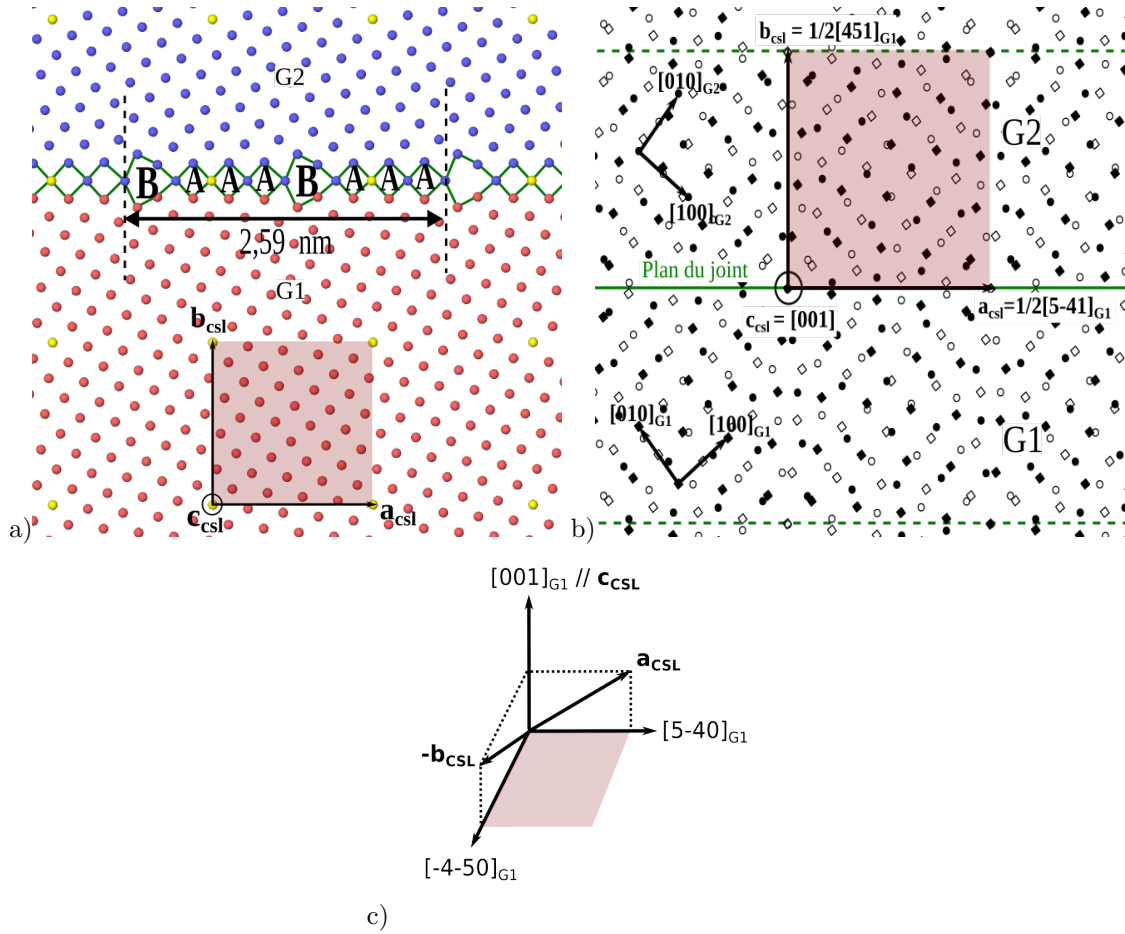 G2
B A A A B A A A
2,59 nm
G1
b_csl
c_csl
a_csl
a)
b_csl = 1/2[451]_G1
[010]_G2
G2
[100]_G2
Plan du joint
c_csl = [001]
a_csl=1/2[5-41]_G1
[010]_G1
[100]_G1
G1
b)
[001]_G1 // c_CSL
a_CSL
[5-40]_G1
-b_CSL
[-4-50]_G1
c)